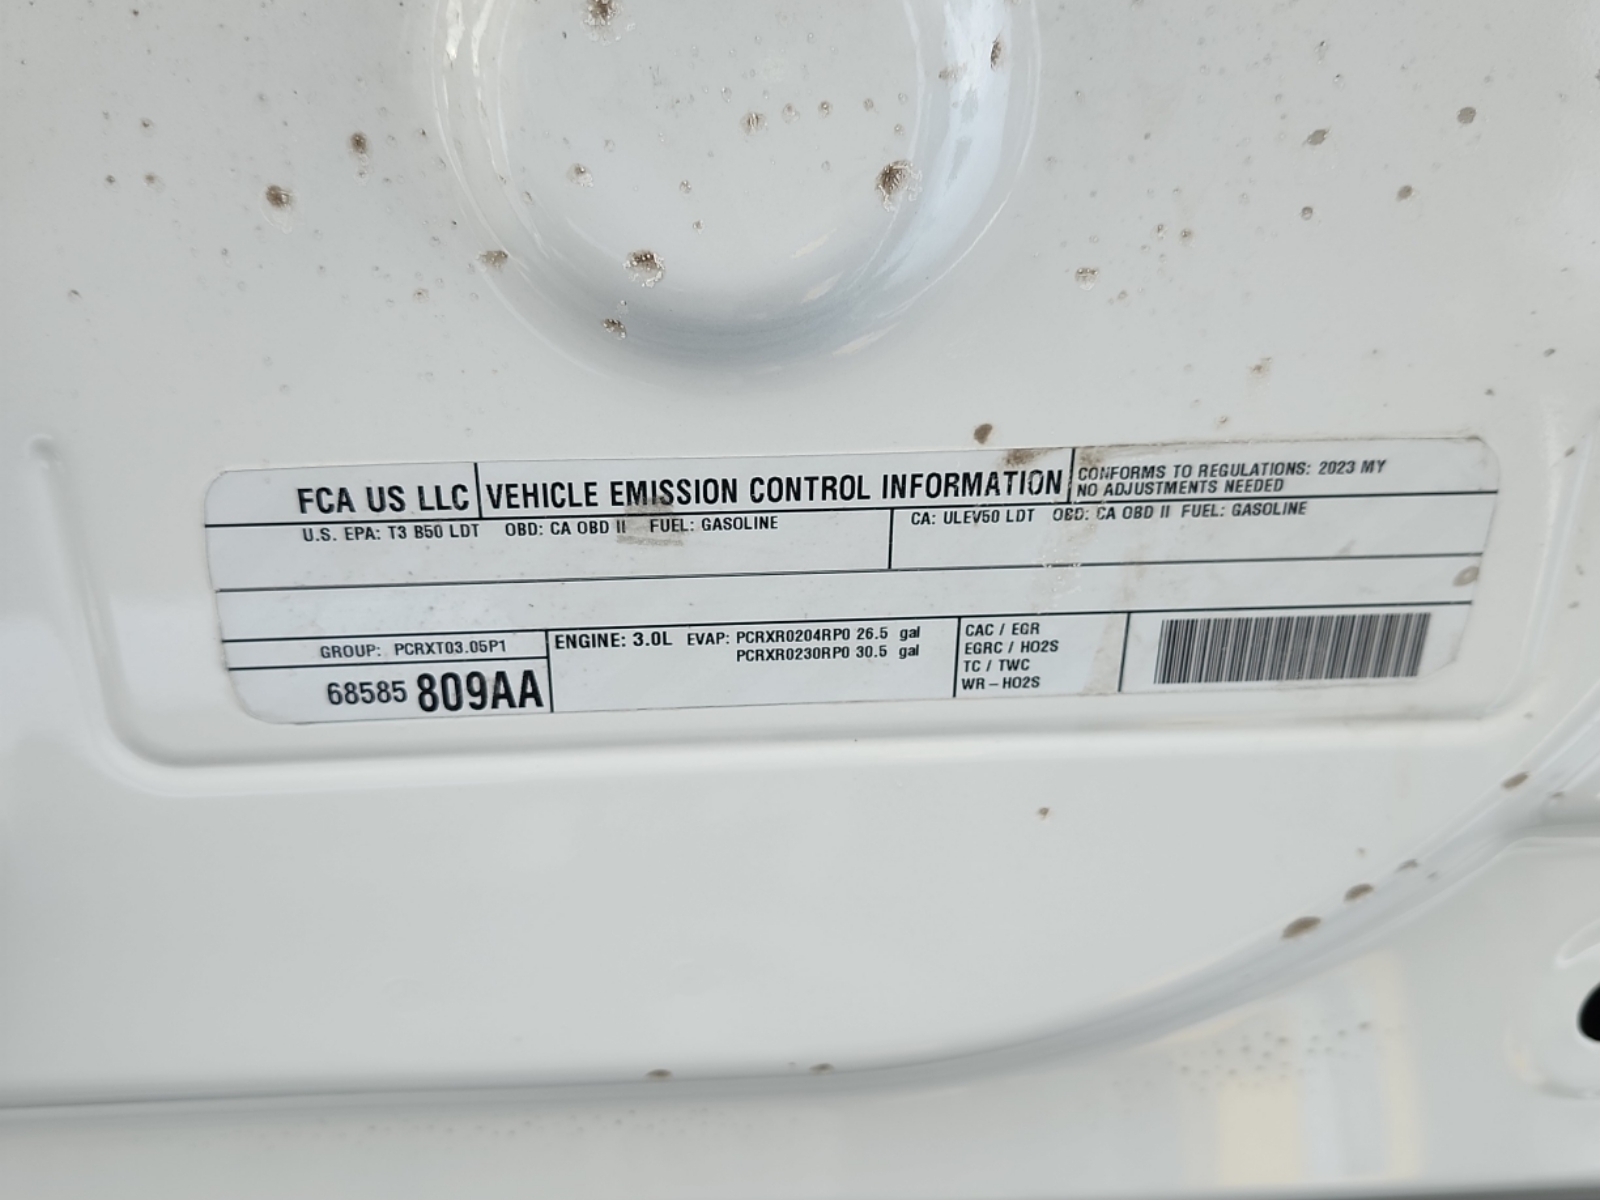 FCA US LLC VEHICLE EMISSION CONTROL INFORMATION
CONFORMS TO REGULATIONS: 2023 MY
NO ADJUSTMENTS NEEDED
U.S. EPA: T3 B50 LDT OBD: CA OBD II FUEL: GASOLINE
CA: ULEV50 LDT OBD: CA OBD II FUEL: GASOLINE
GROUP: PCRXT03.05P1
68585 809AA
ENGINE: 3.0L EVAP: PCRXR0204RP0 26.5 gal
PCRXR0230RP0 30.5 gal
CAC / EGR
EGRC / HO2S
TC / TWC
WR-HO2S